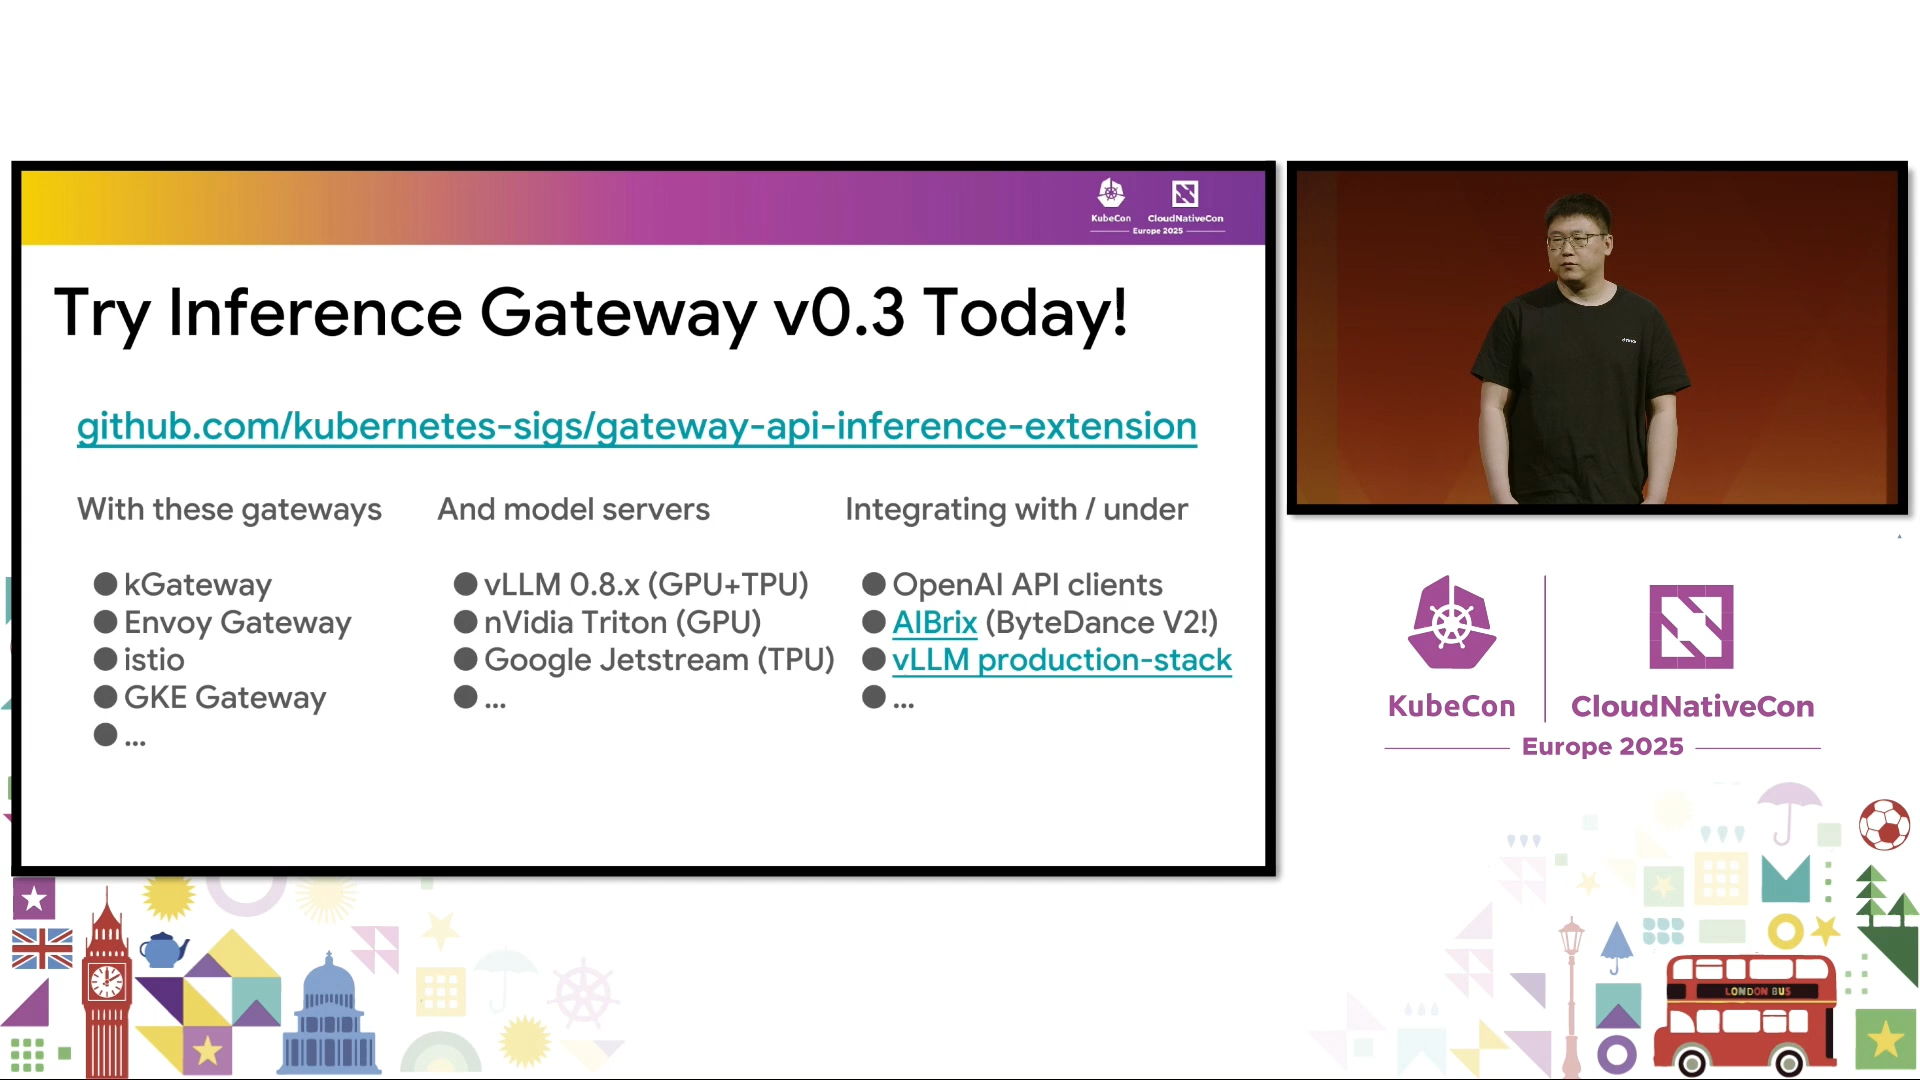 KubeCon
CloudNativeCon
Europe 2025
Try Inference Gateway v0.3 Today!
github.com/kubernetes-sigs/gateway-api-inference-extension
With these gateways
● kGateway
● Envoy Gateway
● istio
● GKE Gateway
● ...
And model servers
● vLLM 0.8.x (GPU+TPU)
● nVidia Triton (GPU)
● Google Jetstream (TPU)
● ...
Integrating with / under
● OpenAI API clients
● AIBrix (ByteDance V2!)
● vLLM production-stack
● ...
KubeCon
CloudNativeCon
Europe 2025
LONDON BUS